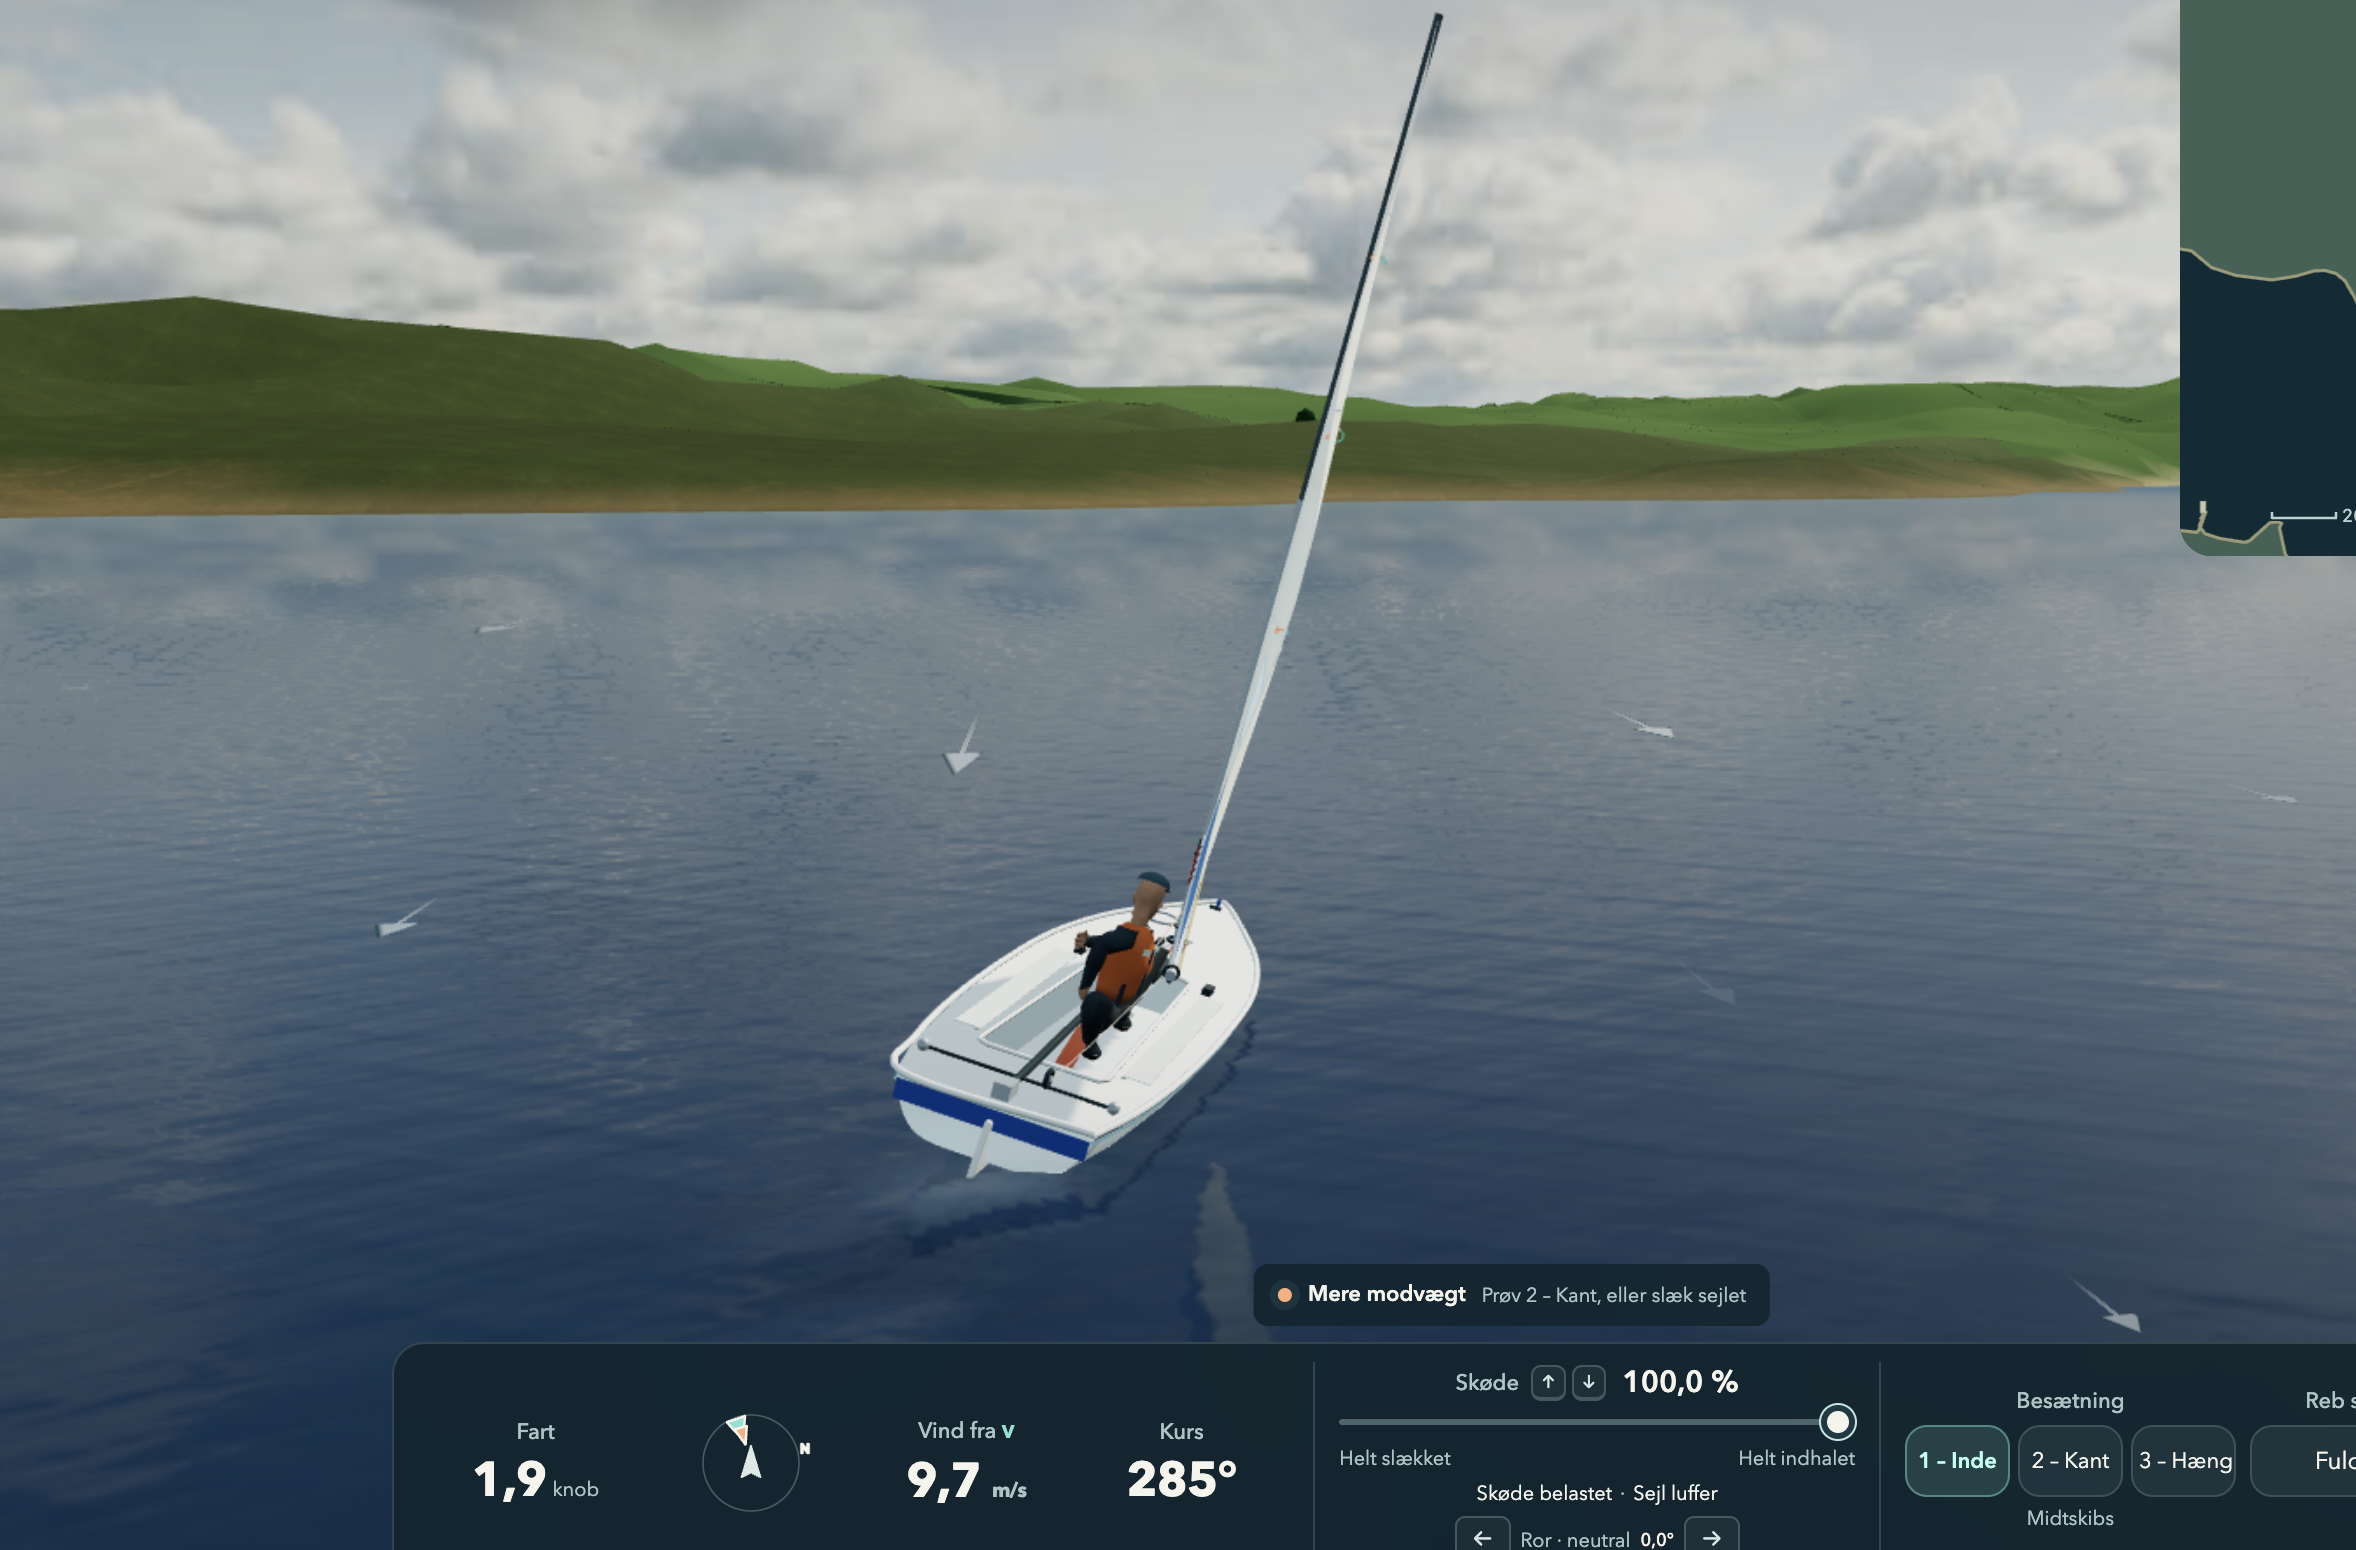 20
Mere modvægt Prøv 2 – Kant, eller slæk sejlet
Fart
1,9 knob
N
Vind fra V
9,7 m/s
Kurs
285°
Skøde ↑ ↓ 100,0 %
Helt slækket Helt indhalet
Skøde belastet · Sejl luffer
← Ror · neutral 0,0° →
Besætning
1 – Inde 2 – Kant 3 – Hæng
Midtskibs
Reb